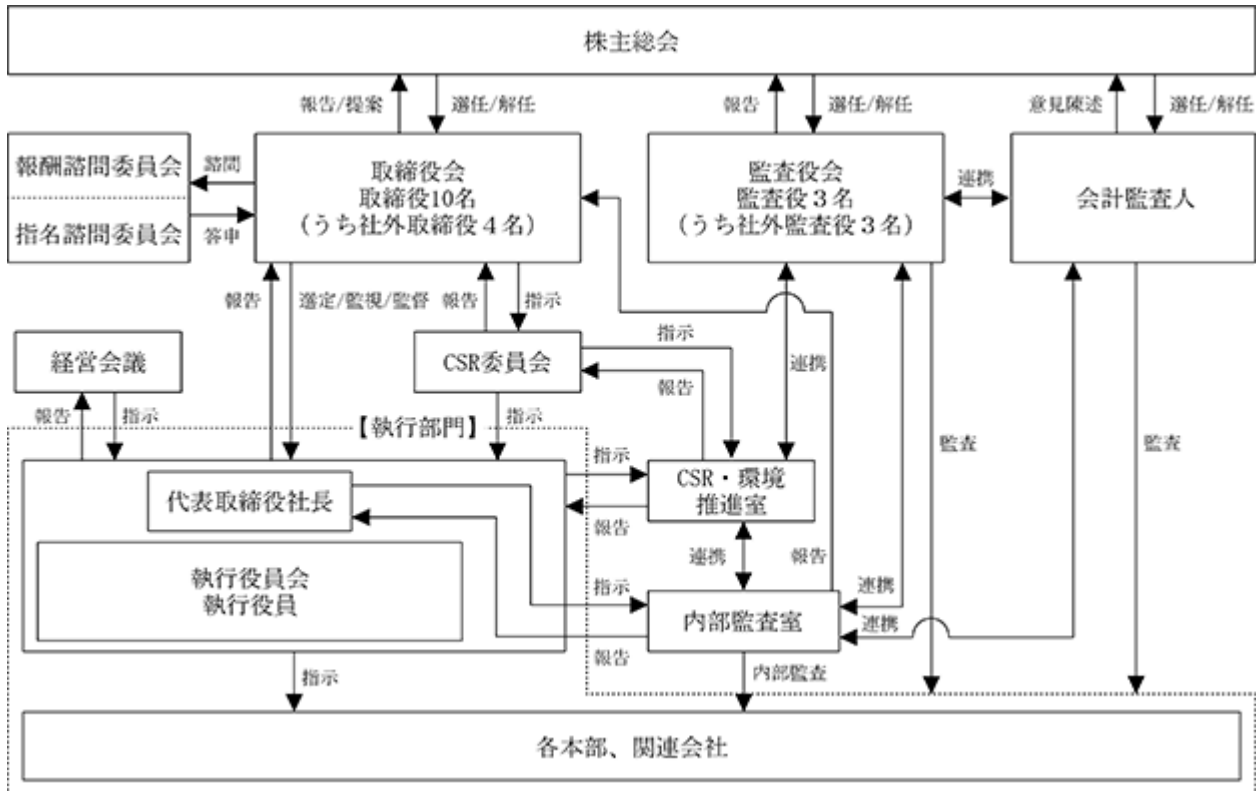 株主総会
報告/提案
選任/解任
報告
選任/解任
意見陳述
選任/解任
報酬諮問委員会
指名諮問委員会
諮問
答申
取締役会
取締役10名
(うち社外取締役４名)
監査役会
監査役３名
(うち社外監査役３名)
連携
会計監査人
報告
選定/監視/監督
報告
指示
経営会議
CSR委員会
指示
報告
連携
報告
指示
指示
【執行部門】
監査
監査
代表取締役社長
執行役員会
執行役員
指示
報告
CSR・環境
推進室
連携
報告
指示
報告
内部監査室
連携
連携
指示
内部監査
各本部、関連会社